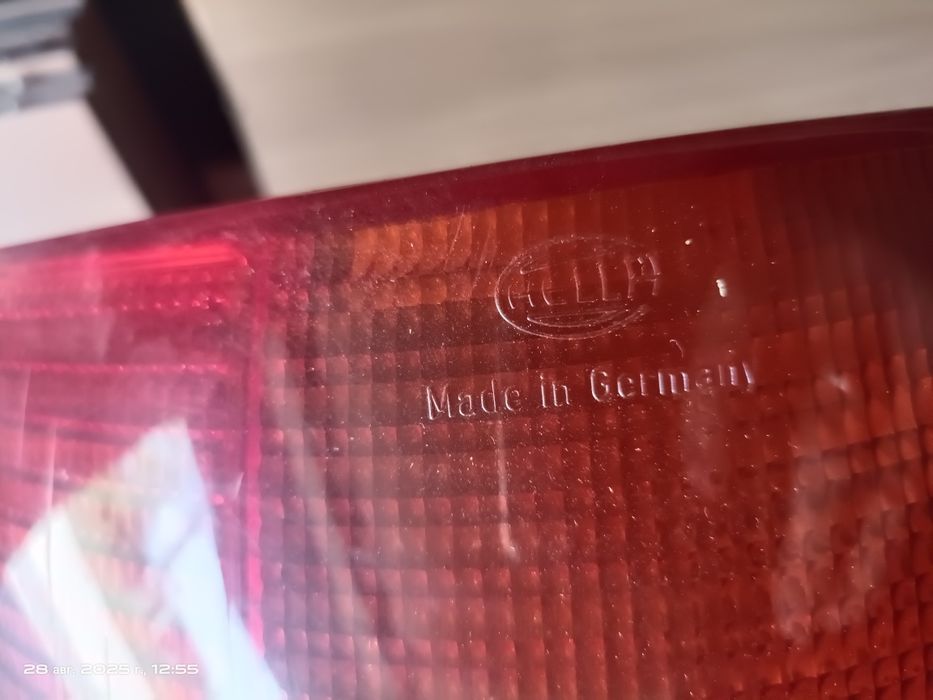 HELLA
Made in Germany
28 авг. 2025 г., 12:55